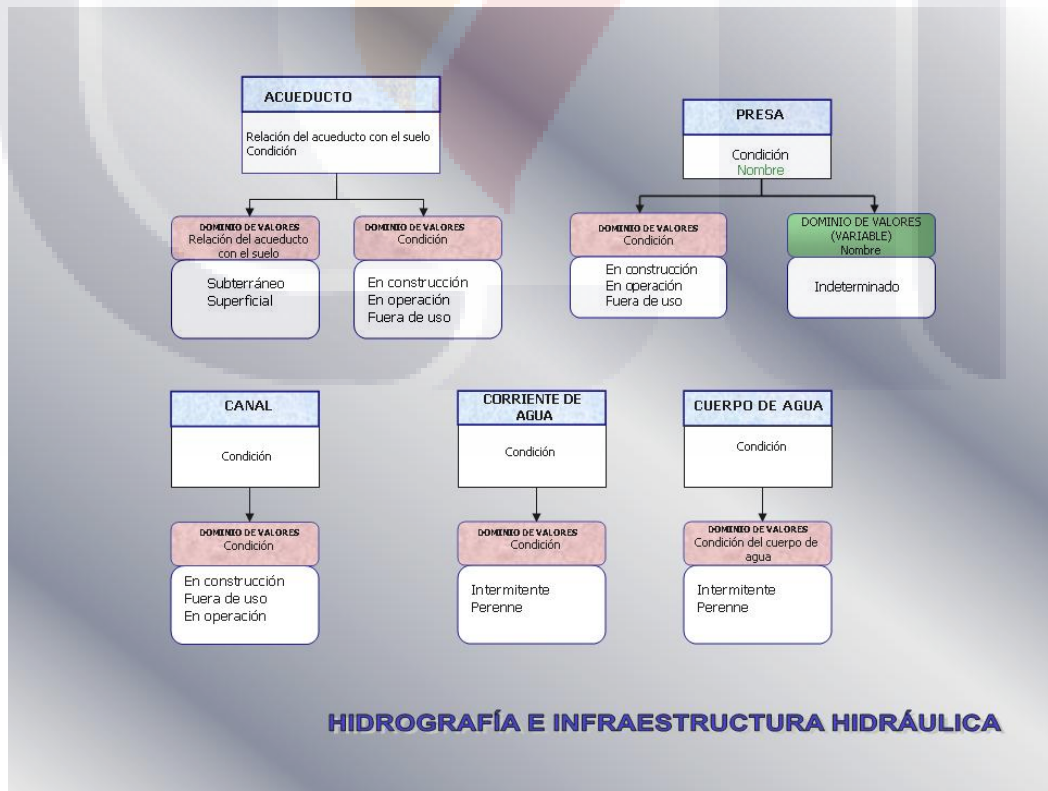 ACUEDUCTO
Relación del acueducto con el suelo
Condición
DOMINIO DE VALORES
Relación del acueducto
con el suelo
Subterráneo
Superficial
DOMINIO DE VALORES
Condición
En construcción
En operación
Fuera de uso
PRESA
Condición
Nombre
DOMINIO DE VALORES
Condición
En construcción
En operación
Fuera de uso
DOMINIO DE VALORES
(VARIABLE)
Nombre
Indeterminado
CANAL
Condición
DOMINIO DE VALORES
Condición
En construcción
Fuera de uso
En operación
CORRIENTE DE
AGUA
Condición
DOMINIO DE VALORES
Condición
Intermitente
Perenne
CUERPO DE AGUA
Condición
DOMINIO DE VALORES
Condición del cuerpo de
agua
Intermitente
Perenne
HIDROGRAFÍA E INFRAESTRUCTURA HIDRÁULICA